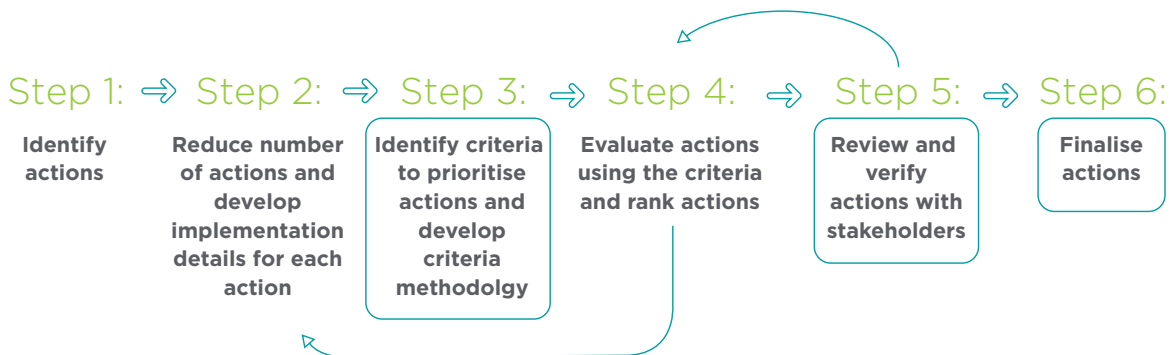 Step 1:
Identify
actions
Step 2:
Reduce number
of actions and
develop
implementation
details for each
action
Step 3:
Identify criteria
to prioritise
actions and
develop
criteria
methodolgy
Step 4:
Evaluate actions
using the criteria
and rank actions
Step 5:
Review and
verify
actions with
stakeholders
Step 6:
Finalise
actions